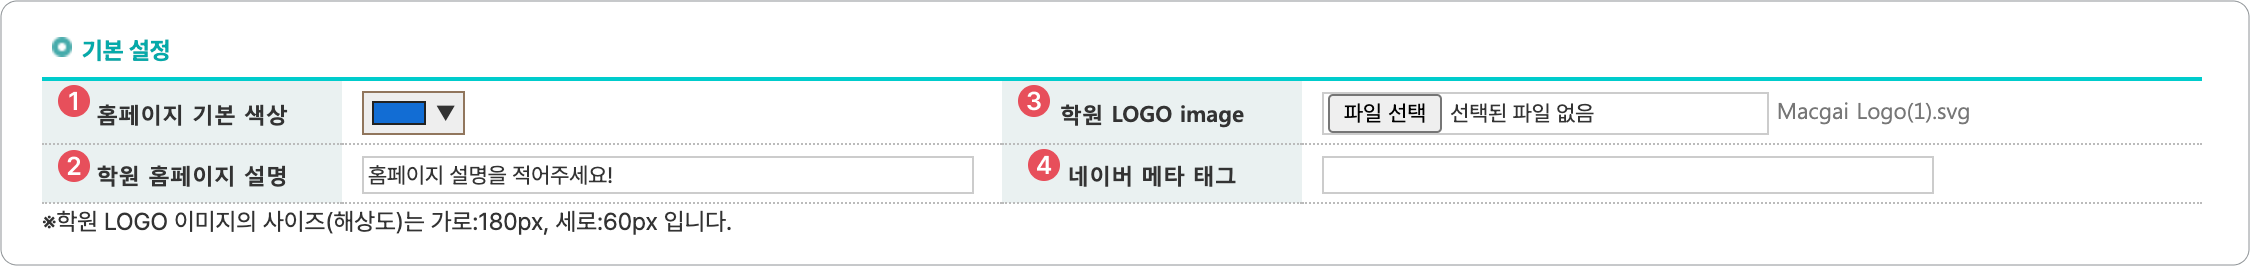 기본 설정
1 홈페이지 기본 색상 ▼ 3 학원 LOGO image 파일 선택 선택된 파일 없음 Macgai Logo(1).svg
2 학원 홈페이지 설명 홈페이지 설명을 적어주세요! 4 네이버 메타 태그
※학원 LOGO 이미지의 사이즈(해상도)는 가로:180px, 세로:60px 입니다.